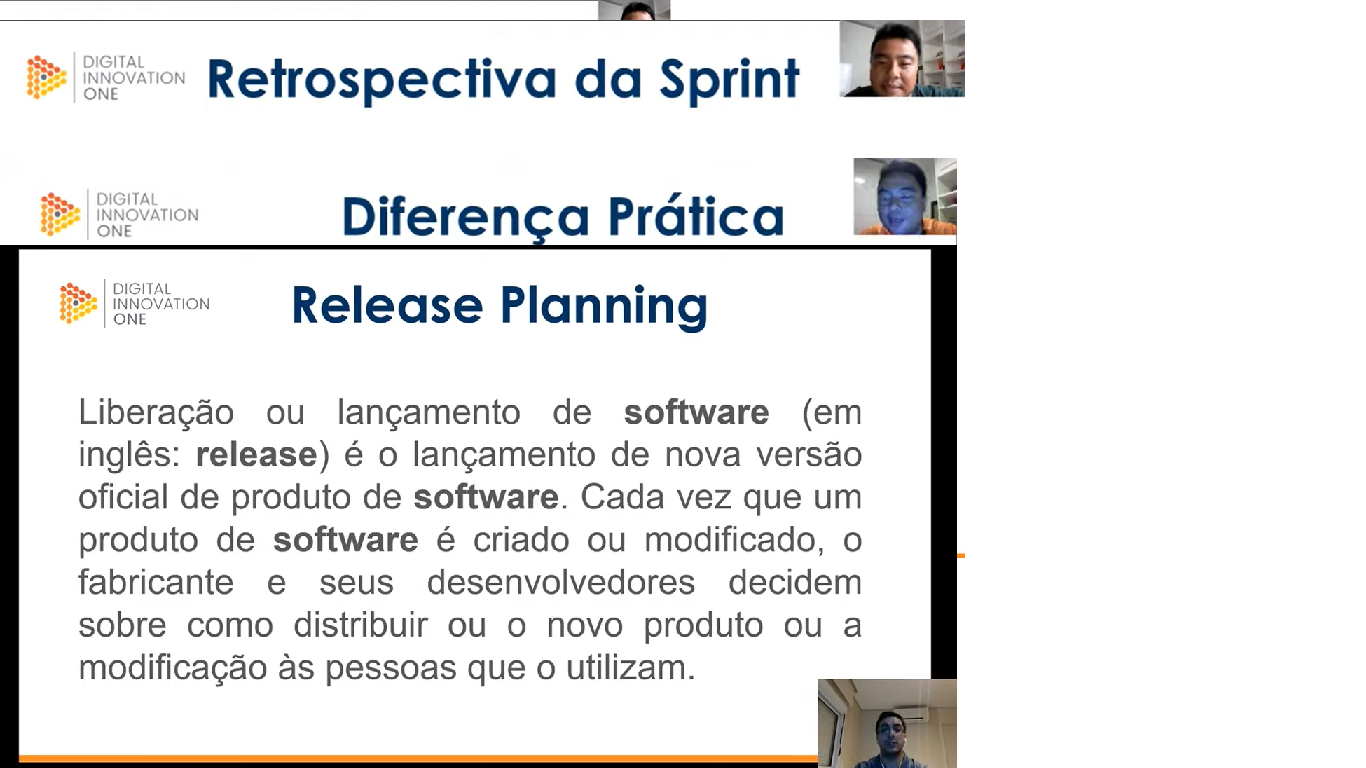 DIGITAL
INNOVATION
ONE
Retrospectiva da Sprint
DIGITAL
INNOVATION
ONE
Diferença Prática
DIGITAL
INNOVATION
ONE
Release Planning
Liberação ou lançamento de software (em
inglês: release) é o lançamento de nova versão
oficial de produto de software. Cada vez que um
produto de software é criado ou modificado, o
fabricante e seus desenvolvedores decidem
sobre como distribuir ou o novo produto ou a
modificação às pessoas que o utilizam.